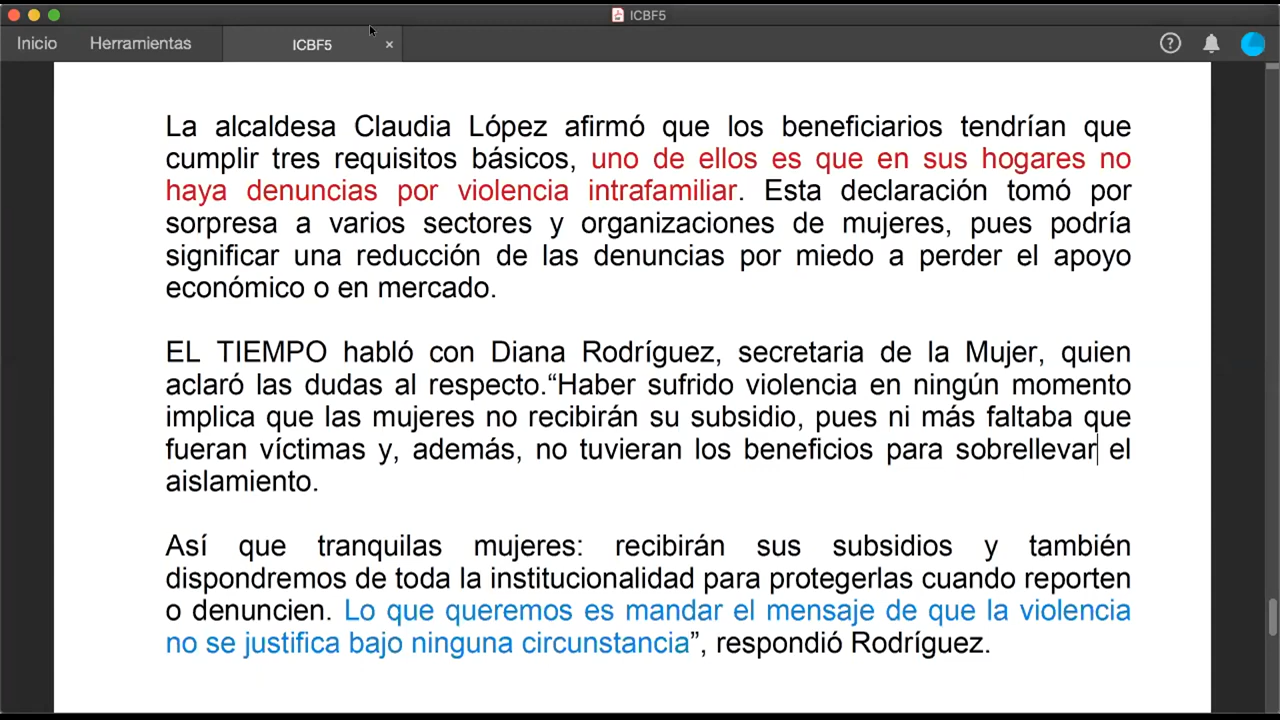 ICBF5
Inicio Herramientas ICBF5 ×
La alcaldesa Claudia López afirmó que los beneficiarios tendrían que
cumplir tres requisitos básicos, uno de ellos es que en sus hogares no
haya denuncias por violencia intrafamiliar. Esta declaración tomó por
sorpresa a varios sectores y organizaciones de mujeres, pues podría
significar una reducción de las denuncias por miedo a perder el apoyo
económico o en mercado.
EL TIEMPO habló con Diana Rodríguez, secretaria de la Mujer, quien
aclaró las dudas al respecto.“Haber sufrido violencia en ningún momento
implica que las mujeres no recibirán su subsidio, pues ni más faltaba que
fueran víctimas y, además, no tuvieran los beneficios para sobrellevar el
aislamiento.
Así que tranquilas mujeres: recibirán sus subsidios y también
dispondremos de toda la institucionalidad para protegerlas cuando reporten
o denuncien. Lo que queremos es mandar el mensaje de que la violencia
no se justifica bajo ninguna circunstancia”, respondió Rodríguez.